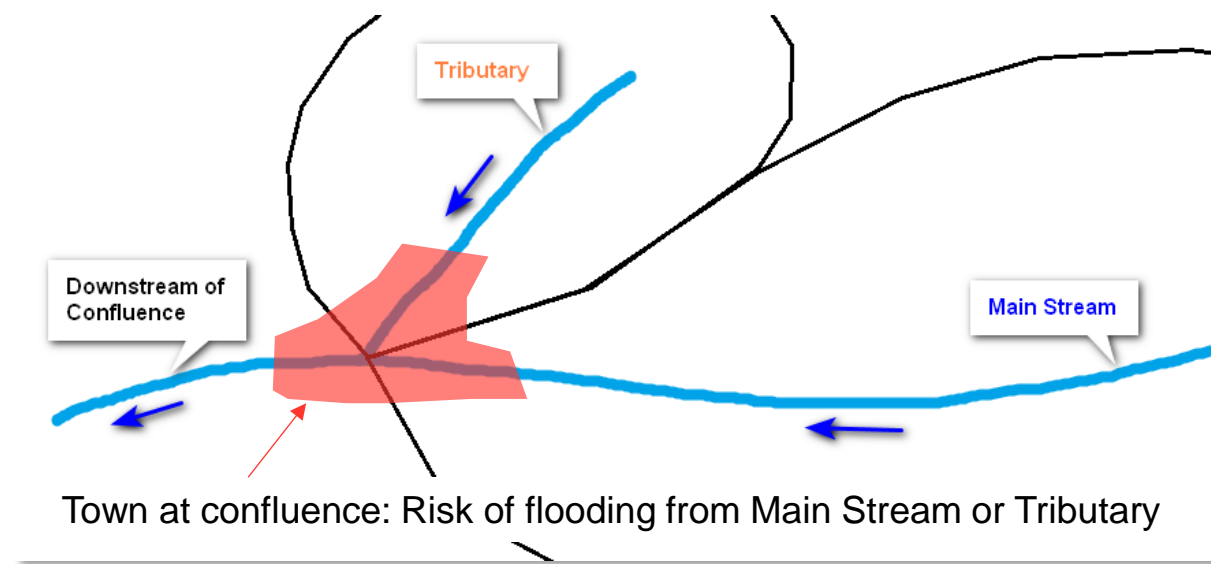 Tributary
Downstream of
Confluence
Main Stream
Town at confluence: Risk of flooding from Main Stream or Tributary